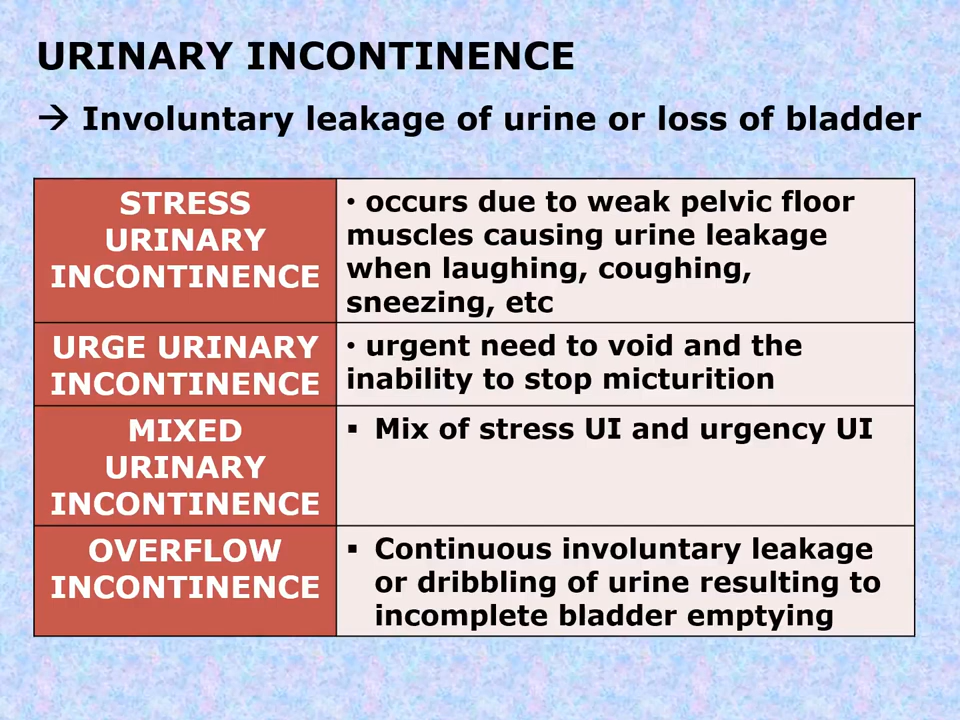 URINARY INCONTINENCE
→ Involuntary leakage of urine or loss of bladder
STRESS
URINARY
INCONTINENCE
• occurs due to weak pelvic floor
muscles causing urine leakage
when laughing, coughing,
sneezing, etc
URGE URINARY
INCONTINENCE
• urgent need to void and the
inability to stop micturition
MIXED
URINARY
INCONTINENCE
▪ Mix of stress UI and urgency UI
OVERFLOW
INCONTINENCE
▪ Continuous involuntary leakage
or dribbling of urine resulting to
incomplete bladder emptying